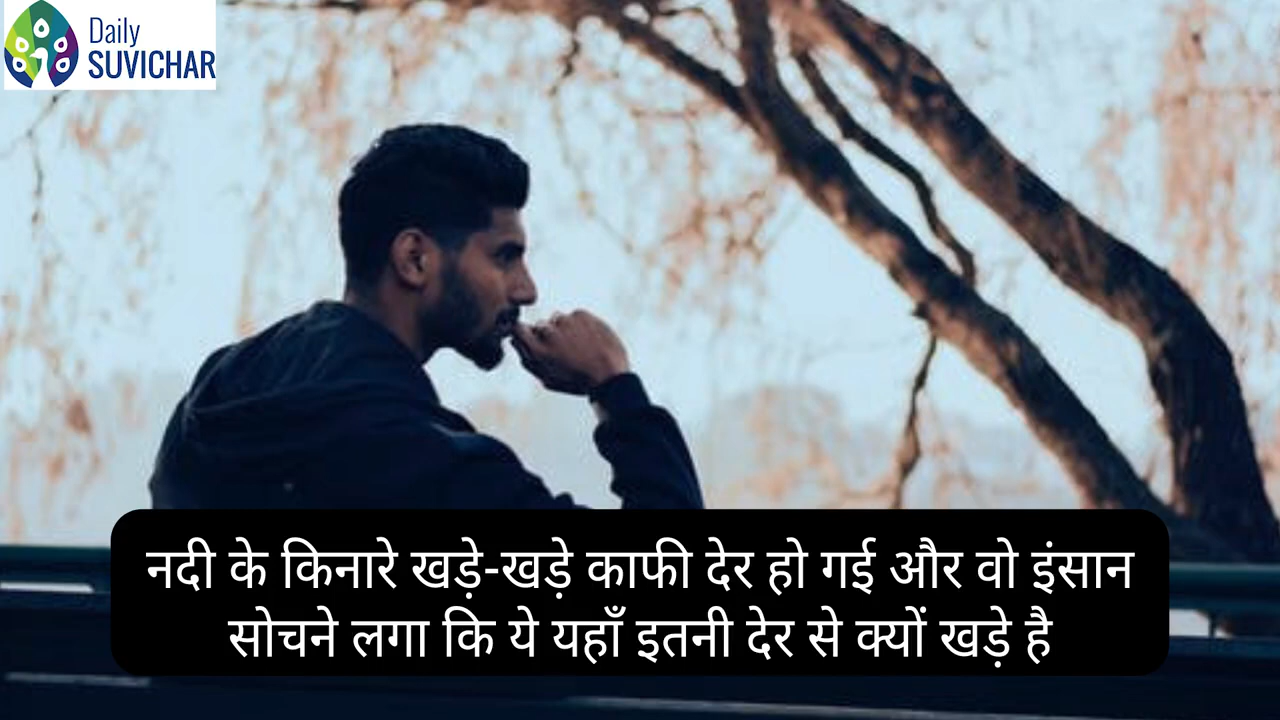 Daily
SUVICHAR
नदी के किनारे खड़े-खड़े काफी देर हो गई और वो इंसान
सोचने लगा कि ये यहाँ इतनी देर से क्यों खड़े है